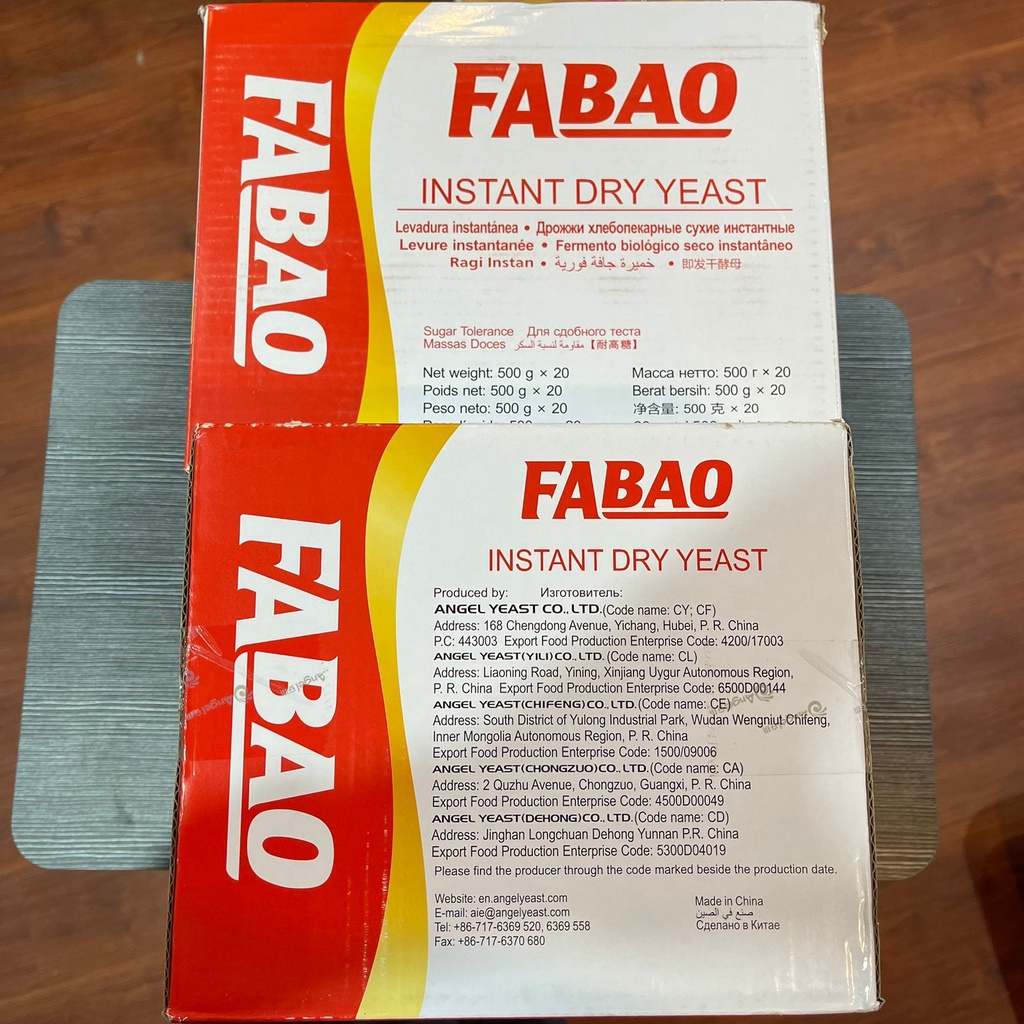 FABAO
FABAO
INSTANT DRY YEAST
Levadura instantánea • Дрожжи хлебопекарные сухие инстантные
Levure instantanée • Fermento biológico seco instantâneo
Ragi Instan • خميرة جافة فورية • 即发干酵母
Sugar Tolerance Для сдобного теста
Massas Doces مقاومة لنسبة السكر 【耐高糖】
Net weight: 500 g × 20 Масса нетто: 500 г × 20
Poids net: 500 g × 20 Berat bersih: 500 g × 20
Peso neto: 500 g × 20 净含量: 500 克 × 20
FABAO
FABAO
INSTANT DRY YEAST
Produced by: Изготовитель:
ANGEL YEAST CO., LTD.(Code name: CY; CF)
Address: 168 Chengdong Avenue, Yichang, Hubei, P. R. China
P.C: 443003 Export Food Production Enterprise Code: 4200/17003
ANGEL YEAST(YILI)CO., LTD. (Code name: CL)
Address: Liaoning Road, Yining, Xinjiang Uygur Autonomous Region,
P. R. China Export Food Production Enterprise Code: 6500D00144
ANGEL YEAST(CHIFENG)CO., LTD.(Code name: CE)
Address: South District of Yulong Industrial Park, Wudan Wengniut Chifeng,
Inner Mongolia Autonomous Region, P. R. China
Export Food Production Enterprise Code: 1500/09006
ANGEL YEAST(CHONGZUO)CO., LTD.(Code name: CA)
Address: 2 Quzhu Avenue, Chongzuo, Guangxi, P. R. China
Export Food Production Enterprise Code: 4500D00049
ANGEL YEAST(DEHONG)CO., LTD.(Code name: CD)
Address: Jinghan Longchuan Dehong Yunnan P.R. China
Export Food Production Enterprise Code: 5300D04019
Please find the producer through the code marked beside the production date.
Website: en.angelyeast.com
E-mail: aie@angelyeast.com
Tel: +86-717-6369 520, 6369 558
Fax: +86-717-6370 680
Made in China
صنع في الصين
Сделано в Китае